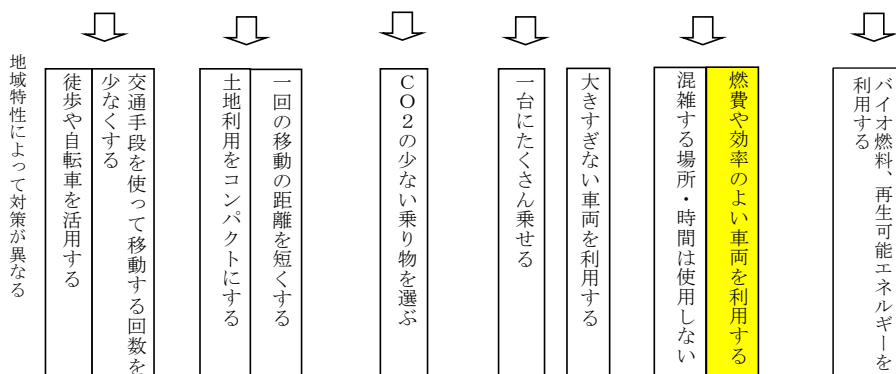 バイオ燃料、再生可能エネルギーを
利用する
燃費や効率のよい車両を利用する
混雑する場所・時間は使用しない
大きすぎない車両を利用する
一台にたくさん乗せる
CO2の少ない乗り物を選ぶ
一回の移動の距離を短くする
土地利用をコンパクトにする
交通手段を使って移動する回数を
少なくする
徒歩や自転車を活用する
地域特性によって対策が異なる